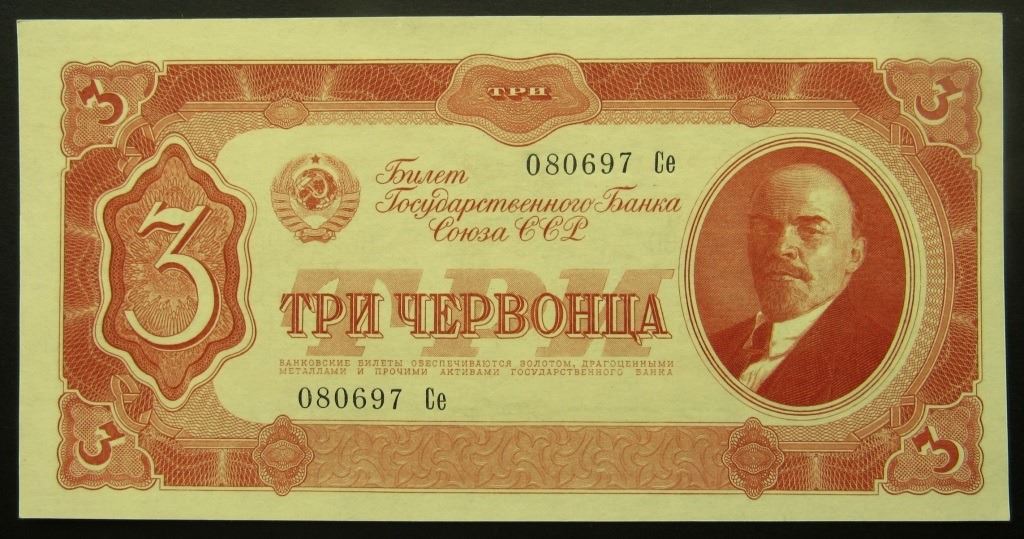 3
ТРИ
3
080697 Се
Билет
Государственного Банка
Союза ССР
3
ТРИ
ТРИ ЧЕРВОНЦА
БАНКОВСКИЕ БИЛЕТЫ ОБЕСПЕЧИВАЮТСЯ ЗОЛОТОМ, ДРАГОЦЕННЫМИ
МЕТАЛЛАМИ И ПРОЧИМИ АКТИВАМИ ГОСУДАРСТВЕННОГО БАНКА
080697 Се
3
3